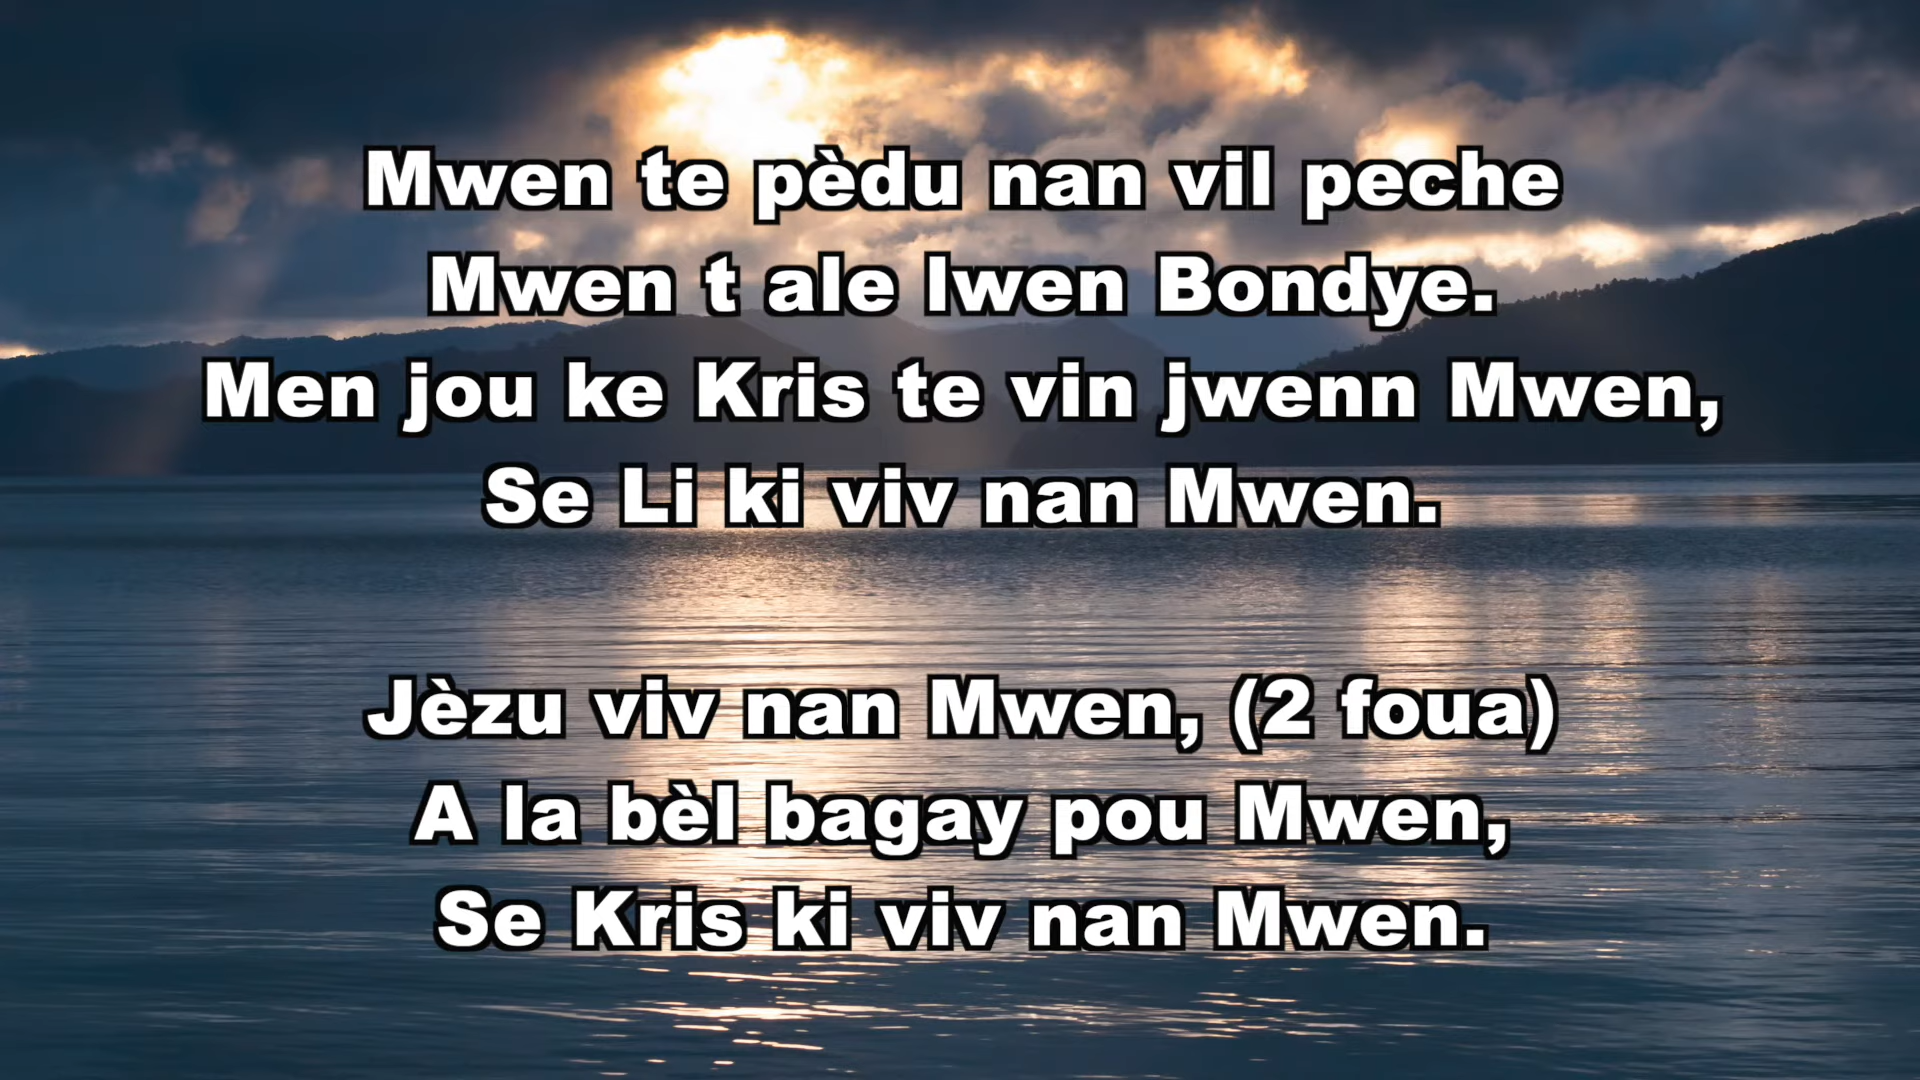 Mwen te pèdu nan vil peche
Mwen t ale lwen Bondye.
Men jou ke Kris te vin jwenn Mwen,
Se Li ki viv nan Mwen.
Jèzu viv nan Mwen, (2 foua)
A la bèl bagay pou Mwen,
Se Kris ki viv nan Mwen.